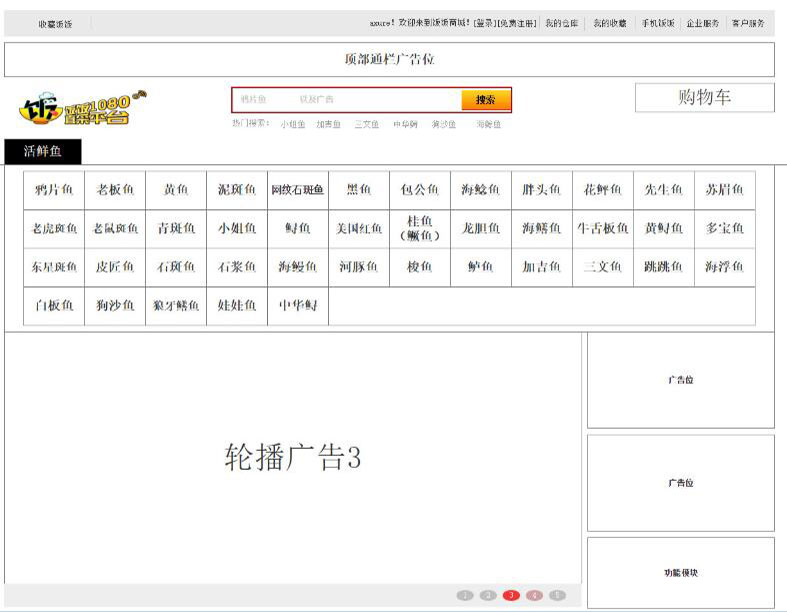 收藏饭饭
axure！欢迎来到饭饭商城！[登录][免费注册] 我的仓库 我的收藏 手机饭饭 企业服务 客户服务
顶部通栏广告位
饭
饭饭1080
直采平台
鸦片鱼 以及广告 搜索
购物车
热门搜索： 小姐鱼 加吉鱼 三文鱼 中华鲟 狗沙鱼
活鲜鱼
鸦片鱼 老板鱼 黄鱼 泥斑鱼 网纹石斑鱼 黑鱼 包公鱼 海鲶鱼 胖头鱼 花鲆鱼 先生鱼 苏眉鱼
老虎斑鱼 老鼠斑鱼 青斑鱼 小姐鱼 鲟鱼 美国红鱼 桂鱼（鳜鱼） 龙胆鱼 海鳝鱼 牛舌板鱼 黄鲟鱼 多宝鱼
东星斑鱼 皮匠鱼 石斑鱼 石浆鱼 海鳗鱼 河豚鱼 梭鱼 鲈鱼 加吉鱼 三文鱼 跳跳鱼 海浮鱼
白板鱼 狗沙鱼 狼牙鳝鱼 娃娃鱼 中华鲟
轮播广告3
广告位
广告位
功能模块
1 2 3 4 5